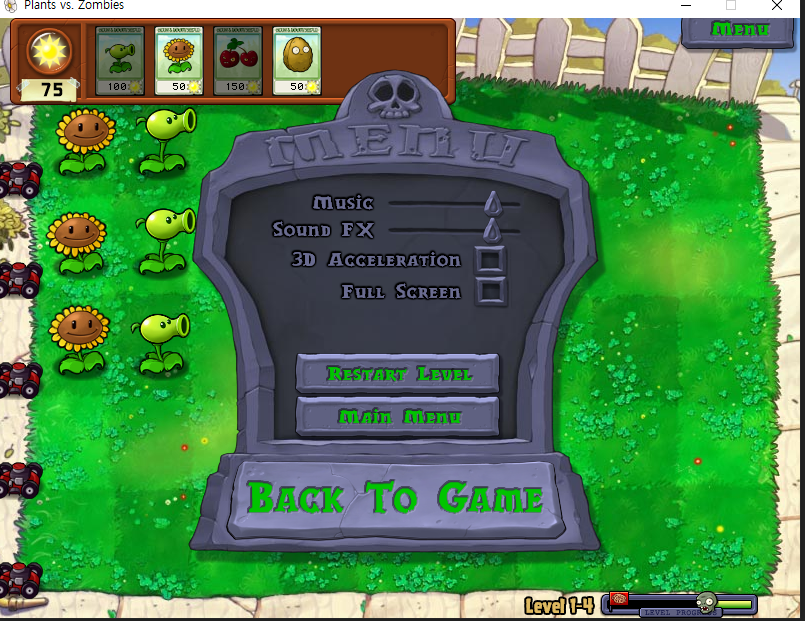 Plants vs. Zombies
Menu
75
100
50
150
50
MENU
Music
Sound FX
3D Acceleration
Full Screen
Restart Level
Main Menu
Back To Game
Level 1-4